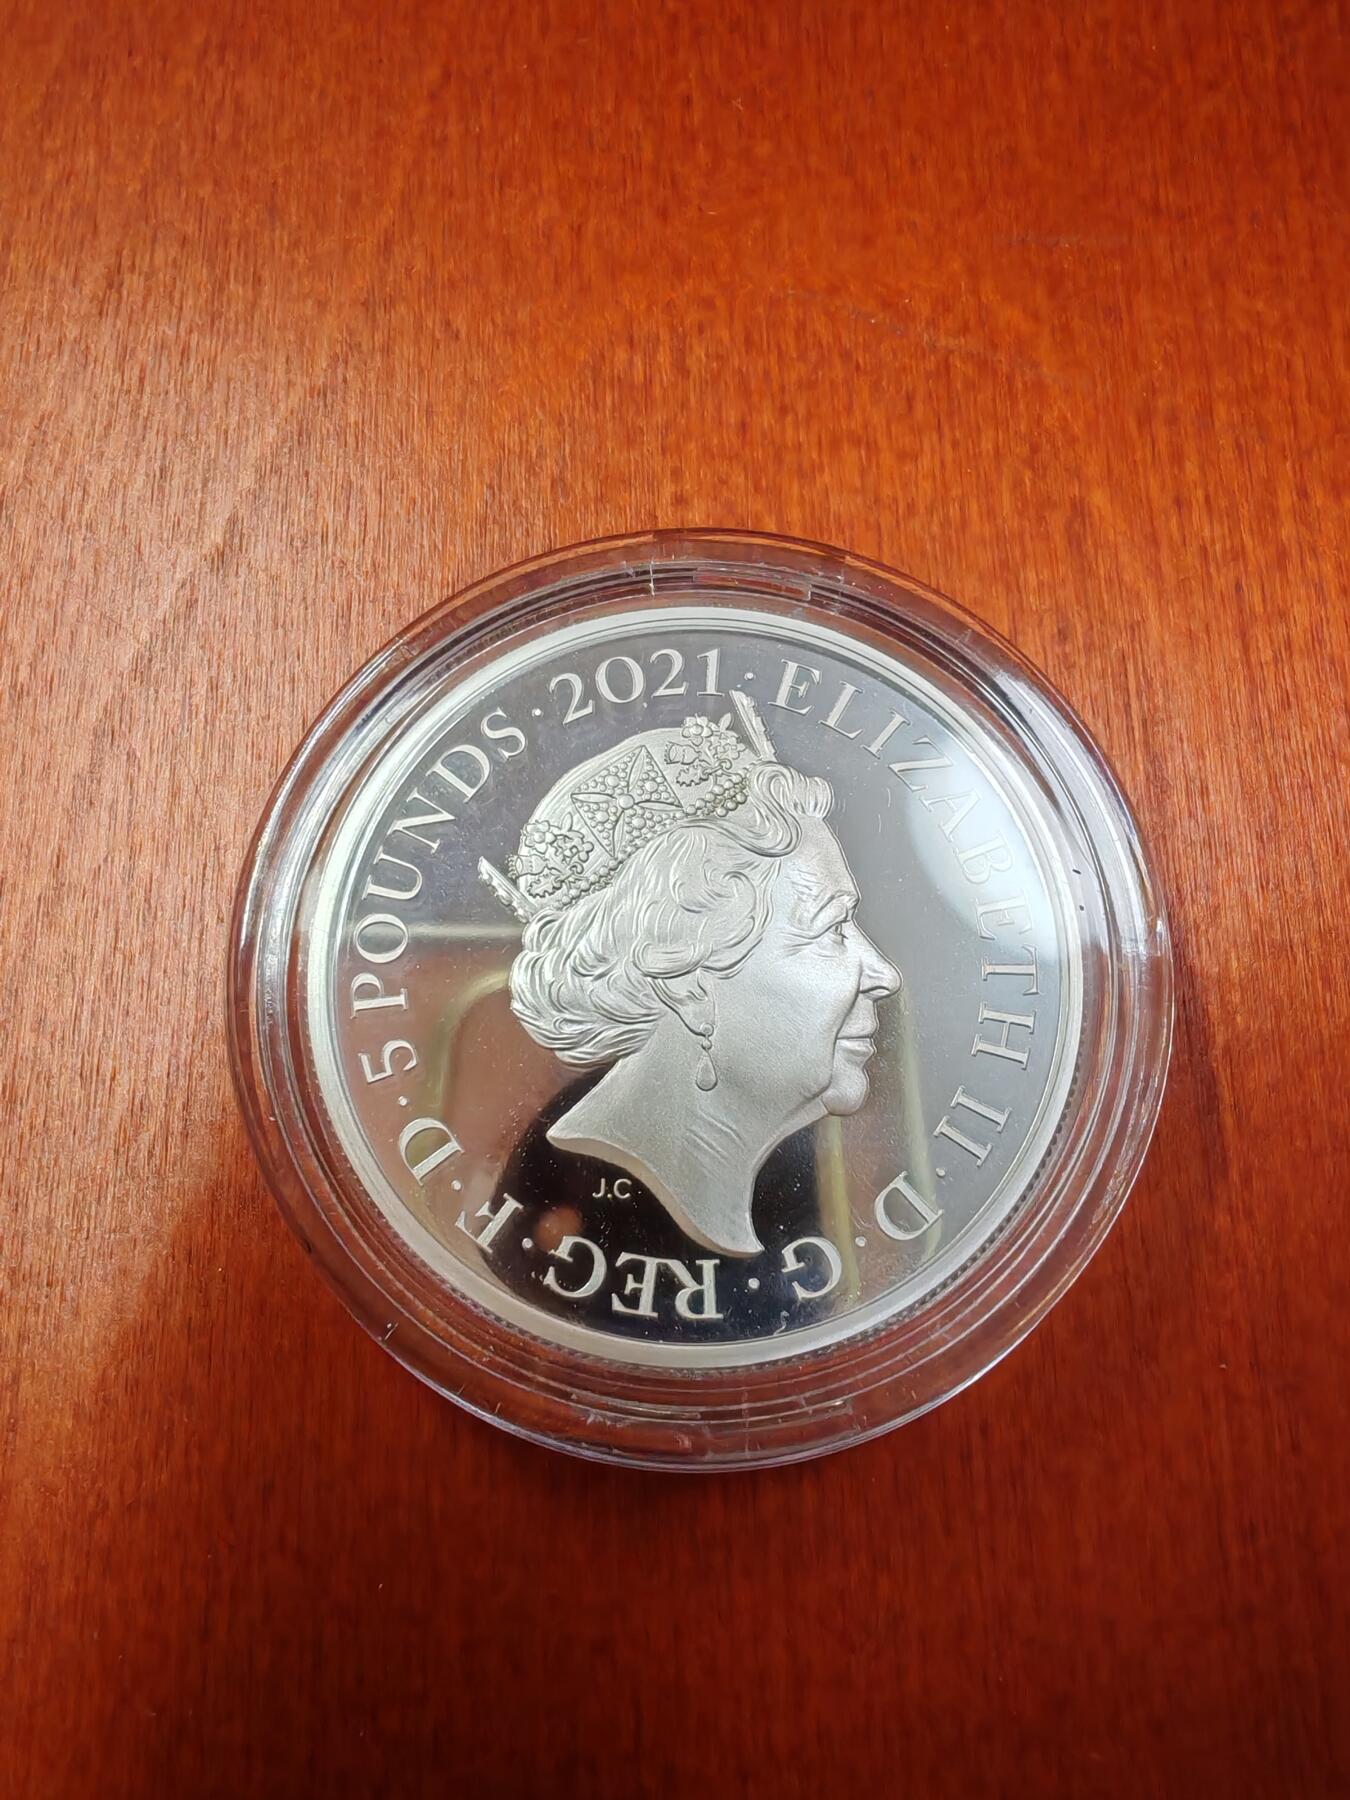 ELIZABETH II · D · G · REG · F · D · 5 POUNDS · 2021 ·
J.C